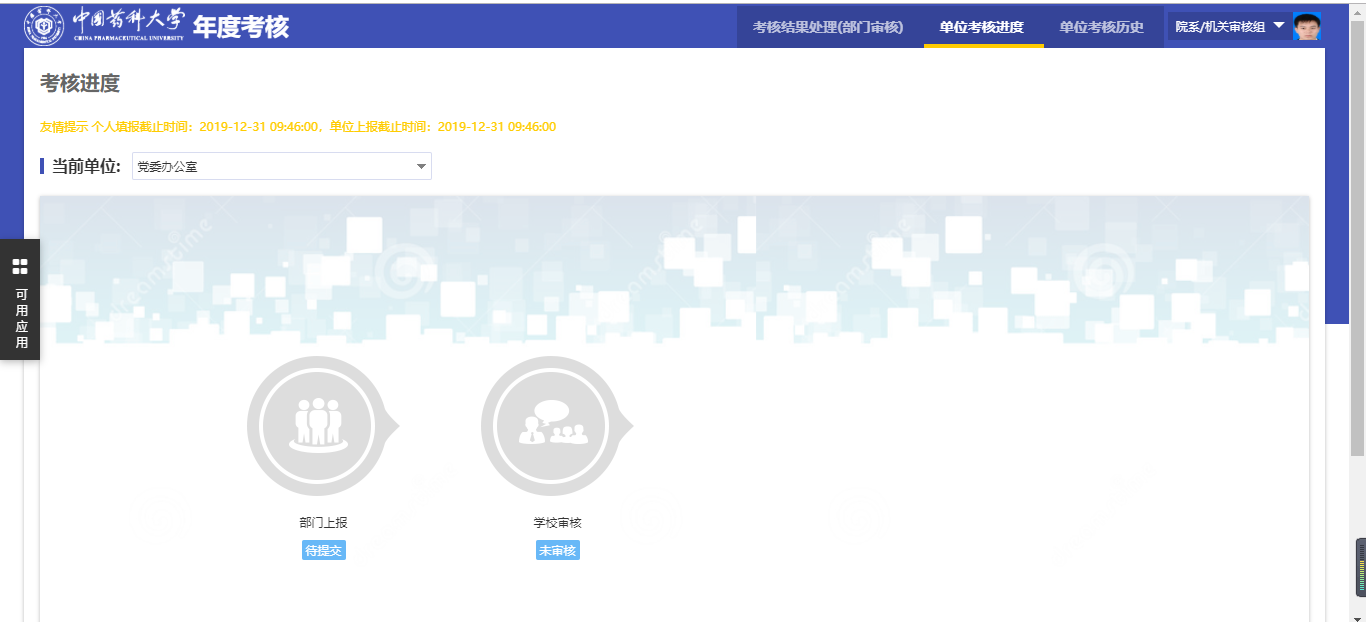 中国药科大学
CHINA PHARMACEUTICAL UNIVERSITY
年度考核
考核结果处理(部门审核)
单位考核进度
单位考核历史
院系/机关审核组
考核进度
友情提示 个人填报截止时间：2019-12-31 09:46:00，单位上报截止时间：2019-12-31 09:46:00
当前单位:
党委办公室
可用应用
部门上报
学校审核
待提交
未审核